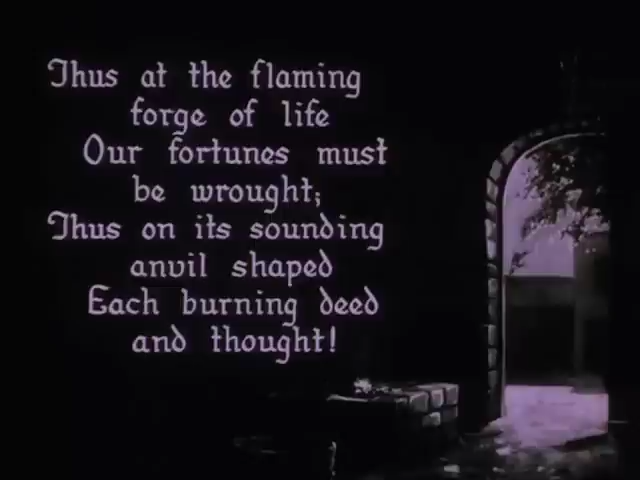 Thus at the flaming
forge of life
Our fortunes must
be wrought;
Thus on its sounding
anvil shaped
Each burning deed
and thought!